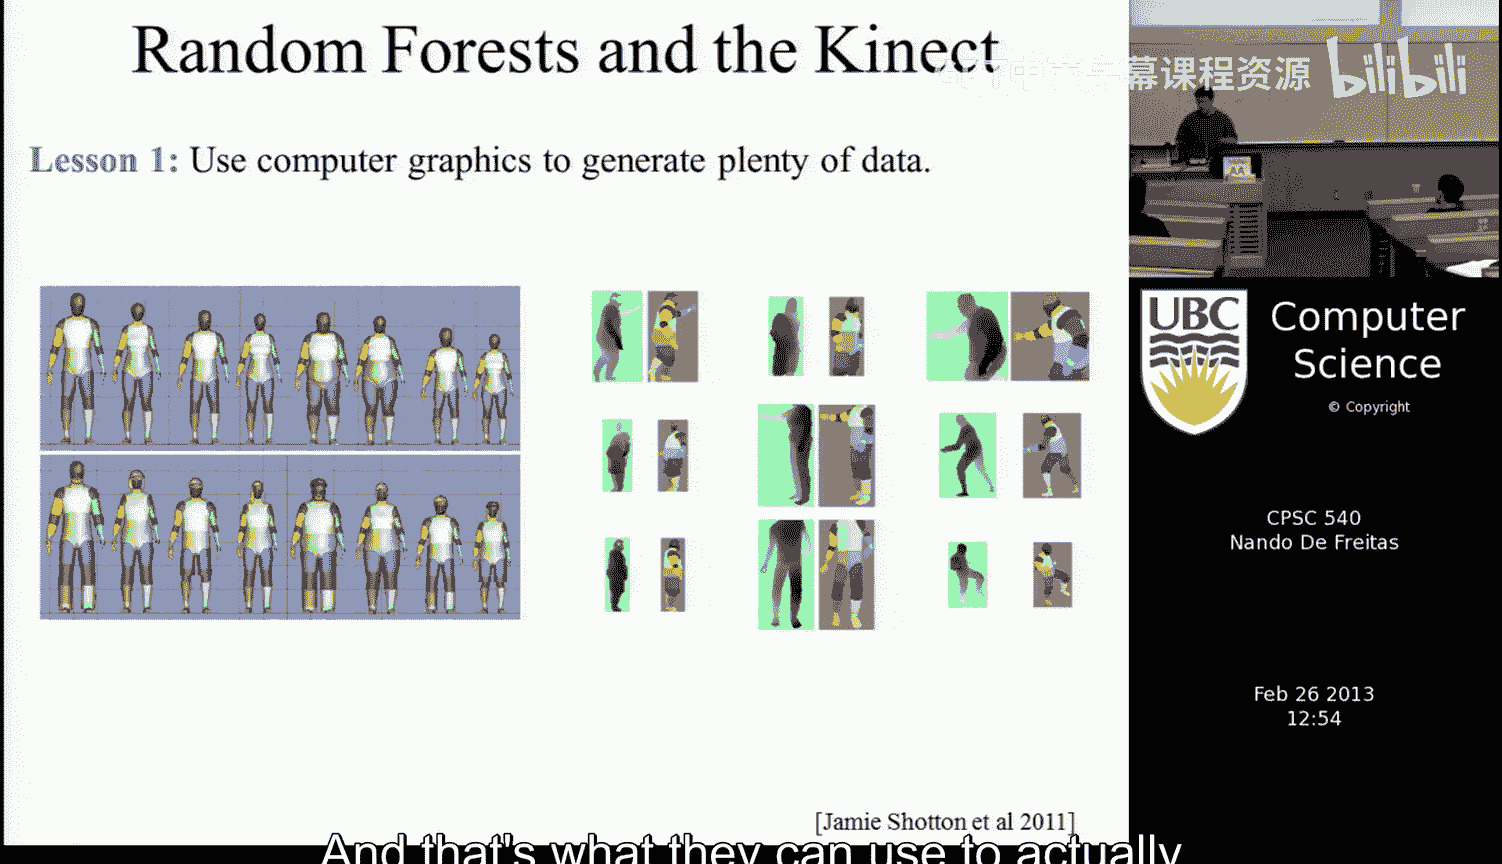 Random Forests and the Kinect
Lesson 1: Use computer graphics to generate plenty of data.
[Jamie Shotton et al 2011]
And that's what they can use to actually
幕课程资源 bilibili
UBC
Computer
Science
© Copyright
CPSC 540
Nando De Freitas
Feb 26 2013
12:54